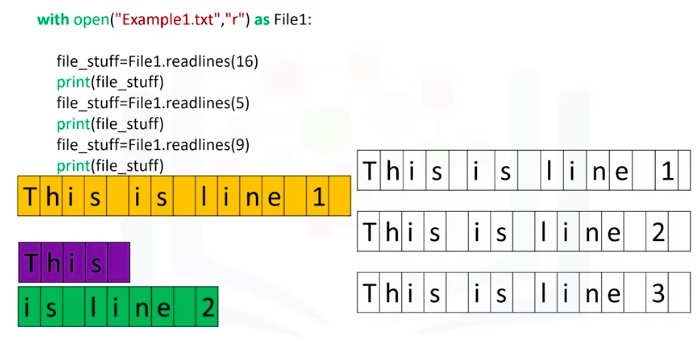 with open("Example1.txt","r") as File1:
file_stuff=File1.readlines(16)
print(file_stuff)
file_stuff=File1.readlines(5)
print(file_stuff)
file_stuff=File1.readlines(9)
print(file_stuff)
This is line 1
This
is line 2
This is line 1
This is line 2
This is line 3